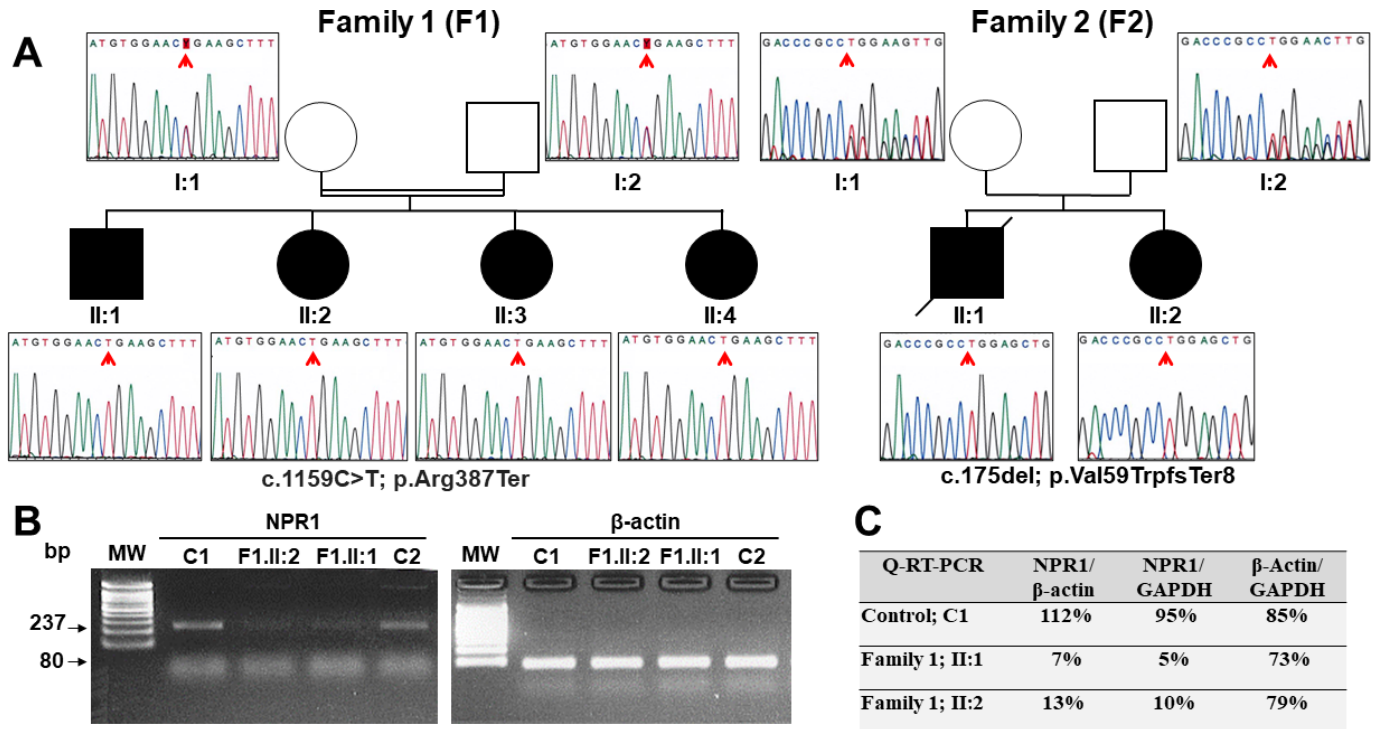 Family 1 (F1)
Family 2 (F2)
A
ATGTGGAACYGAAGCTTT
ATGTGGAACYGAAGCTTT
GACCCGCCTGGAAGTTG
GACCCGCCTGGAACTTG
I:1
I:2
I:1
I:2
II:1
II:2
II:3
II:4
II:1
II:2
ATGTGGAACTGAAGCTTT
ATGTGGAACTGAAGCTTT
ATGTGGAACTGAAGCTTT
ATGTGGAACTGAAGCTTT
GACCCGCCTGGAGCTG
GACCCGCCTGGAGCTG
c.1159C>T; p.Arg387Ter
c.175del; p.Val59TrpfsTer8
B
NPR1
β-actin
bp
MW
C1
F1.II:2
F1.II:1
C2
MW
C1
F1.II:2
F1.II:1
C2
237
80
C
Q-RT-PCR NPR1/ NPR1/ β-Actin/
β-actin GAPDH GAPDH
Control; C1 112% 95% 85%
Family 1; II:1 7% 5% 73%
Family 1; II:2 13% 10% 79%